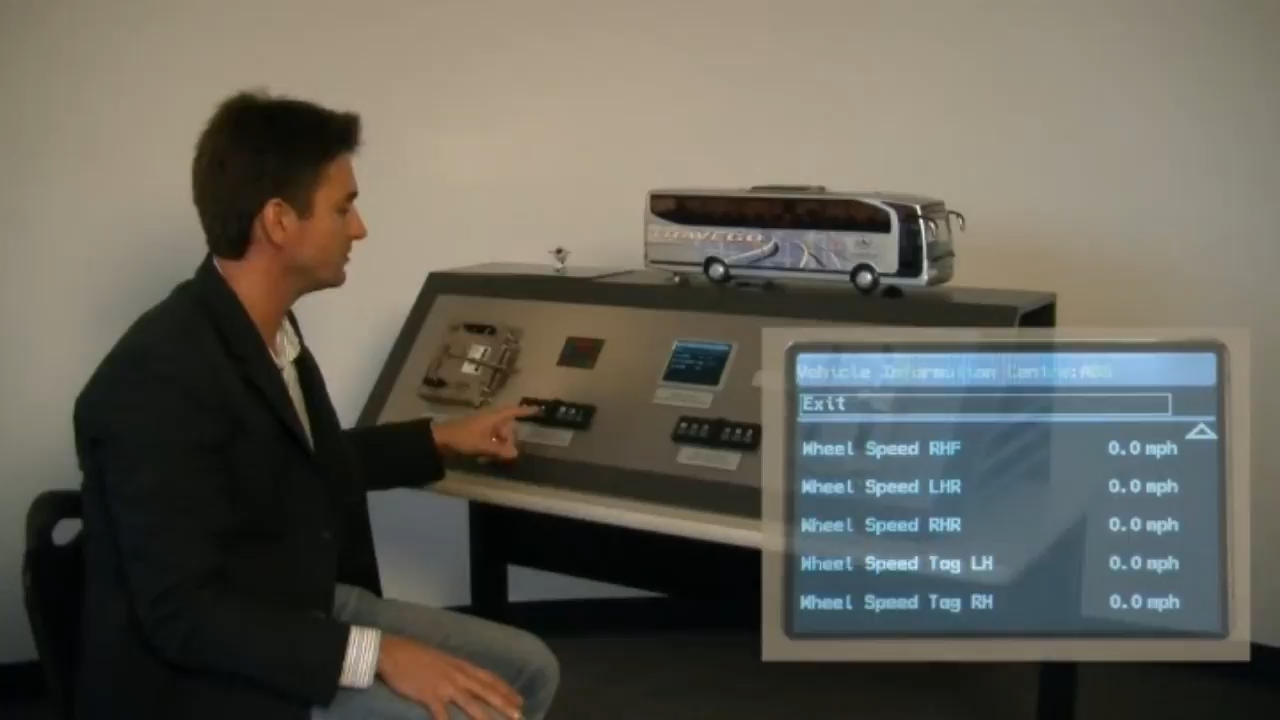 TRAVEGO
Vehicle Information Centre:ABS
Exit
Wheel Speed RHF 0.0 mph
Wheel Speed LHR 0.0 mph
Wheel Speed RHR 0.0 mph
Wheel Speed Tag LH 0.0 mph
Wheel Speed Tag RH 0.0 mph